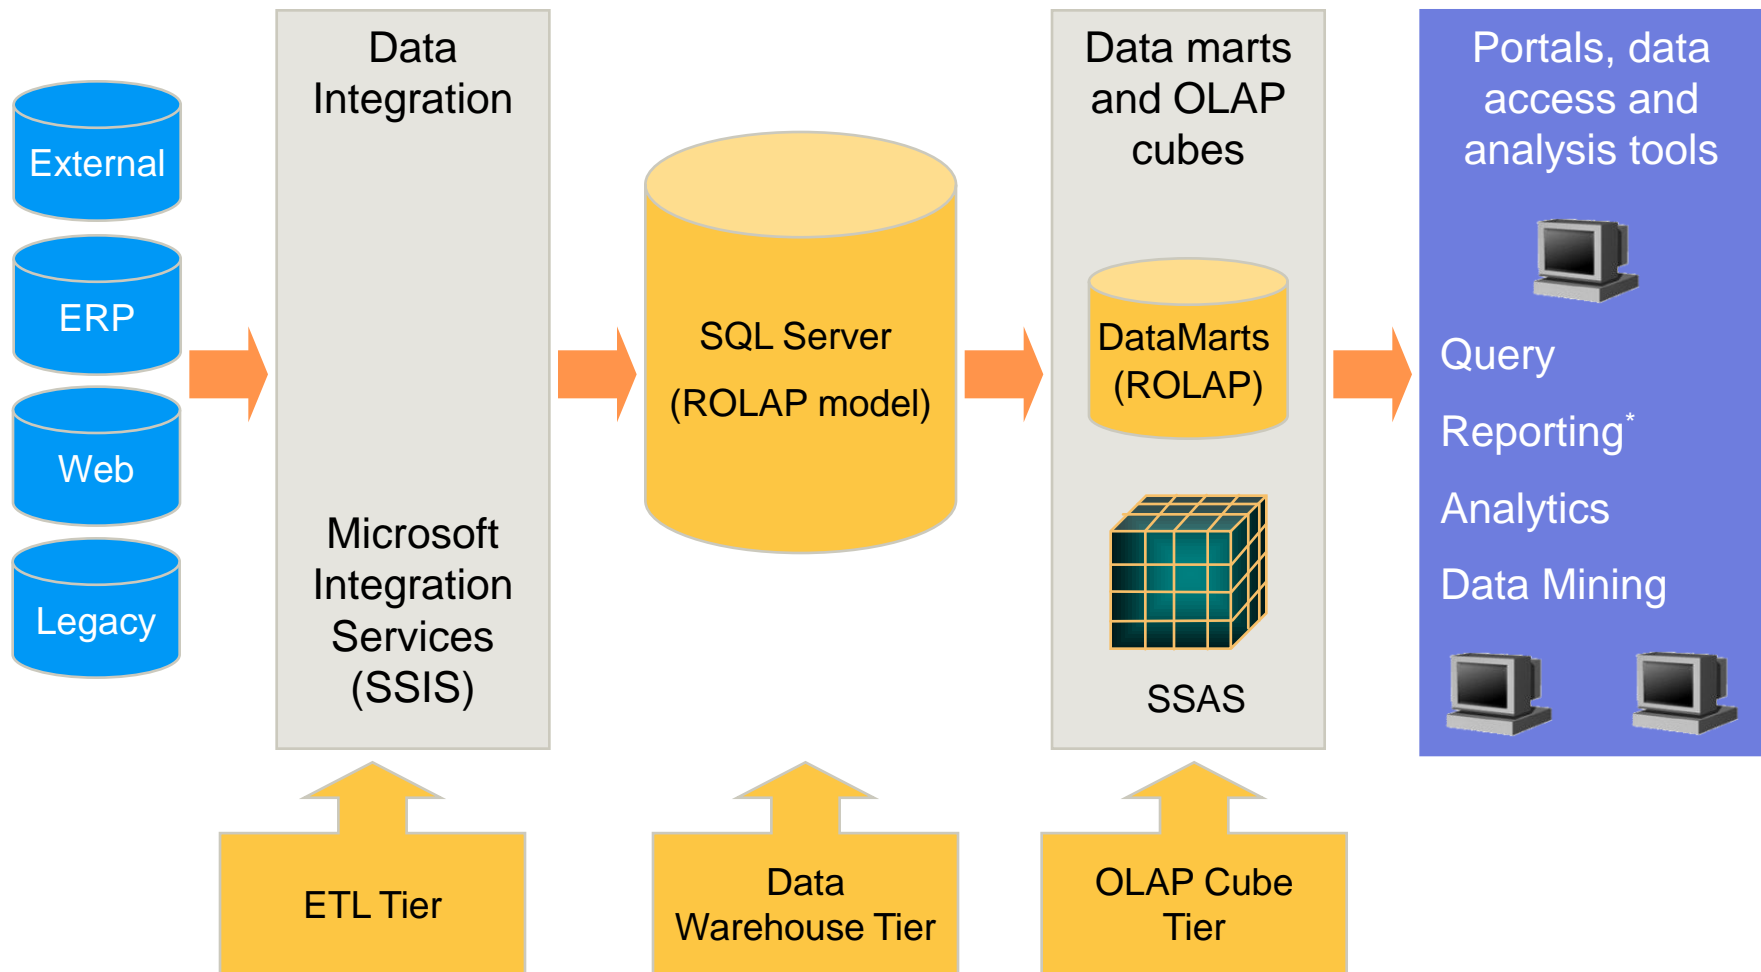 External
ERP
Web
Legacy
Data
Integration
Microsoft
Integration
Services
(SSIS)
SQL Server
(ROLAP model)
Data marts
and OLAP
cubes
DataMarts
(ROLAP)
SSAS
Portals, data
access and
analysis tools
Query
Reporting*
Analytics
Data Mining
ETL Tier
Data
Warehouse Tier
OLAP Cube
Tier